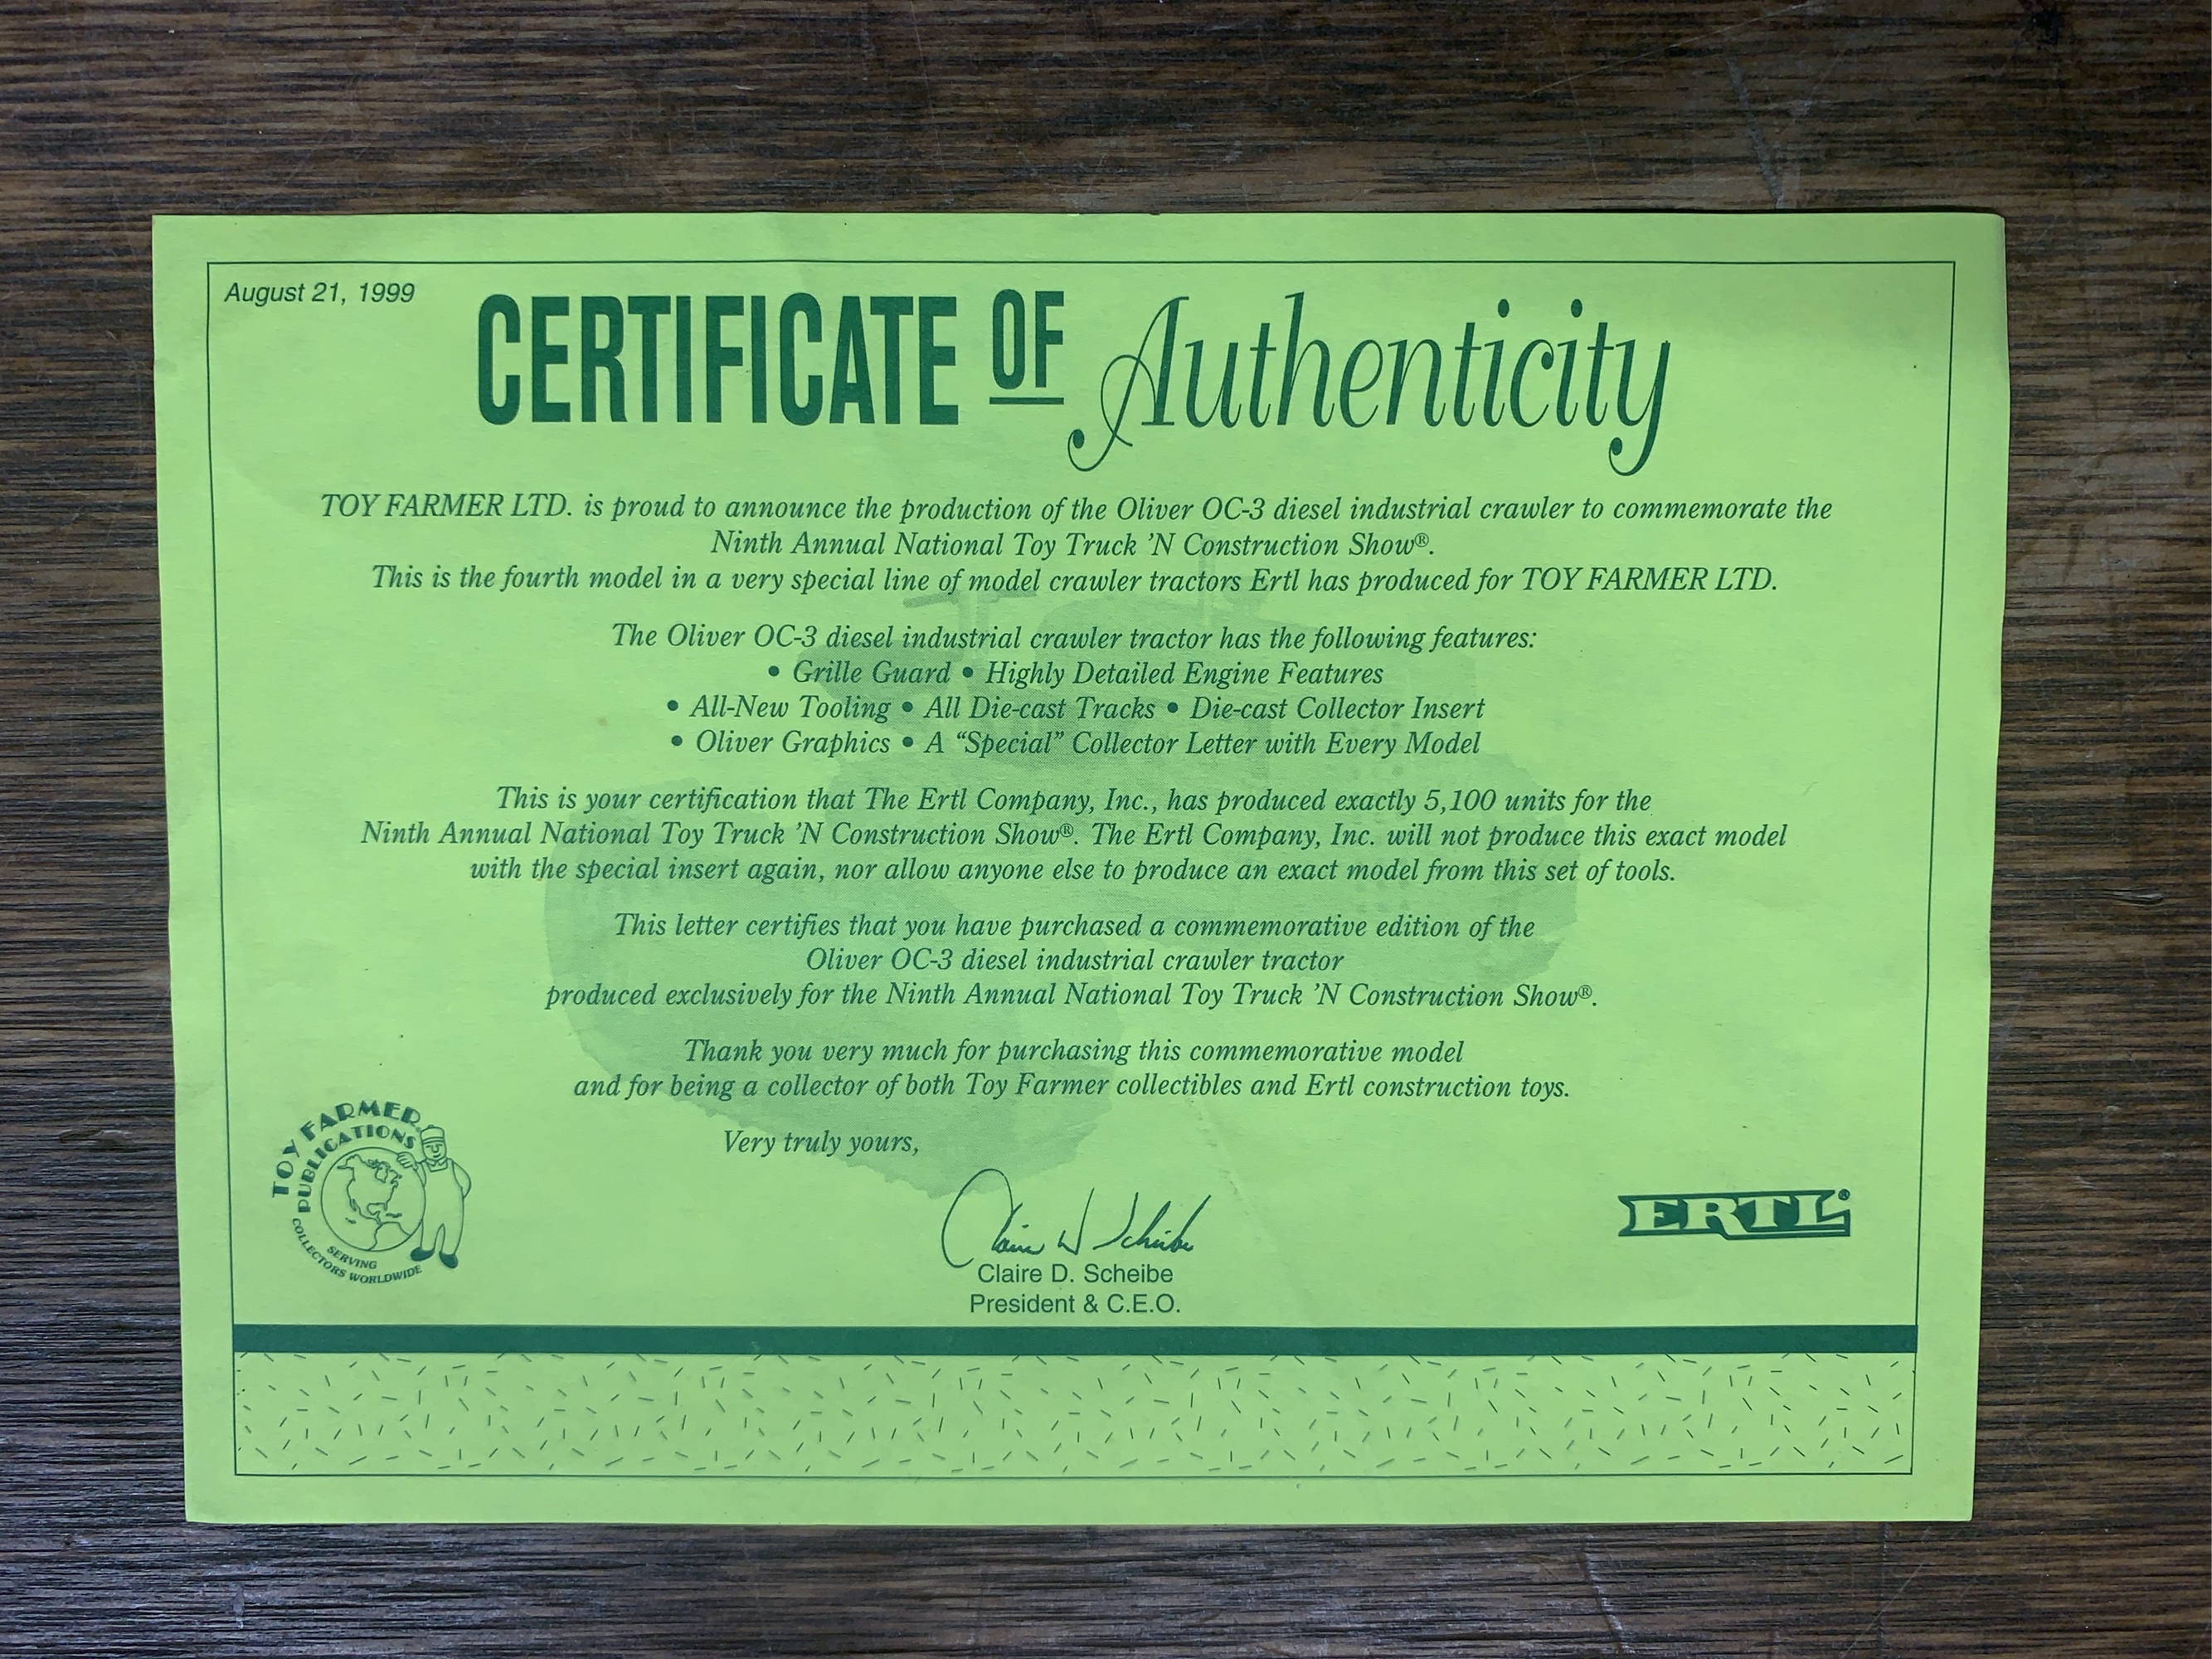 August 21, 1999
CERTIFICATE OF Authenticity
TOY FARMER LTD. is proud to announce the production of the Oliver OC-3 diesel industrial crawler to commemorate the
Ninth Annual National Toy Truck ’N Construction Show®.
This is the fourth model in a very special line of model crawler tractors Ertl has produced for TOY FARMER LTD.
The Oliver OC-3 diesel industrial crawler tractor has the following features:
• Grille Guard • Highly Detailed Engine Features
• All-New Tooling • All Die-cast Tracks • Die-cast Collector Insert
• Oliver Graphics • A “Special” Collector Letter with Every Model
This is your certification that The Ertl Company, Inc., has produced exactly 5,100 units for the
Ninth Annual National Toy Truck ’N Construction Show®. The Ertl Company, Inc. will not produce this exact model
with the special insert again, nor allow anyone else to produce an exact model from this set of tools.
This letter certifies that you have purchased a commemorative edition of the
Oliver OC-3 diesel industrial crawler tractor
produced exclusively for the Ninth Annual National Toy Truck ’N Construction Show®.
Thank you very much for purchasing this commemorative model
and for being a collector of both Toy Farmer collectibles and Ertl construction toys.
Very truly yours,
Claire D. Scheibe
Claire D. Scheibe
President & C.E.O.
TOY FARMER
PUBLICATIONS
SERVING
COLLECTORS WORLDWIDE
ERTL®